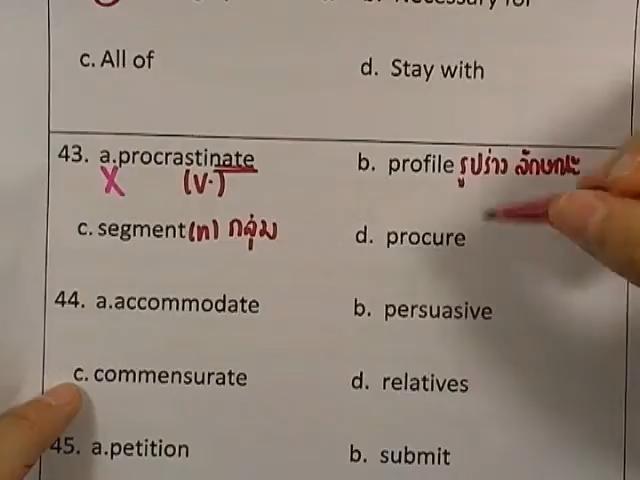 c. All of d. Stay with
43. a.procrastinate b. profile รูปร่าง ลักษณะ
X (v.)
c. segment (n) กลุ่ม d. procure
44. a.accommodate b. persuasive
c. commensurate d. relatives
45. a.petition b. submit